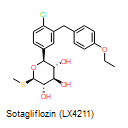 Cl
O
O
S
HO
OH
OH
Sotagliflozin (LX4211)